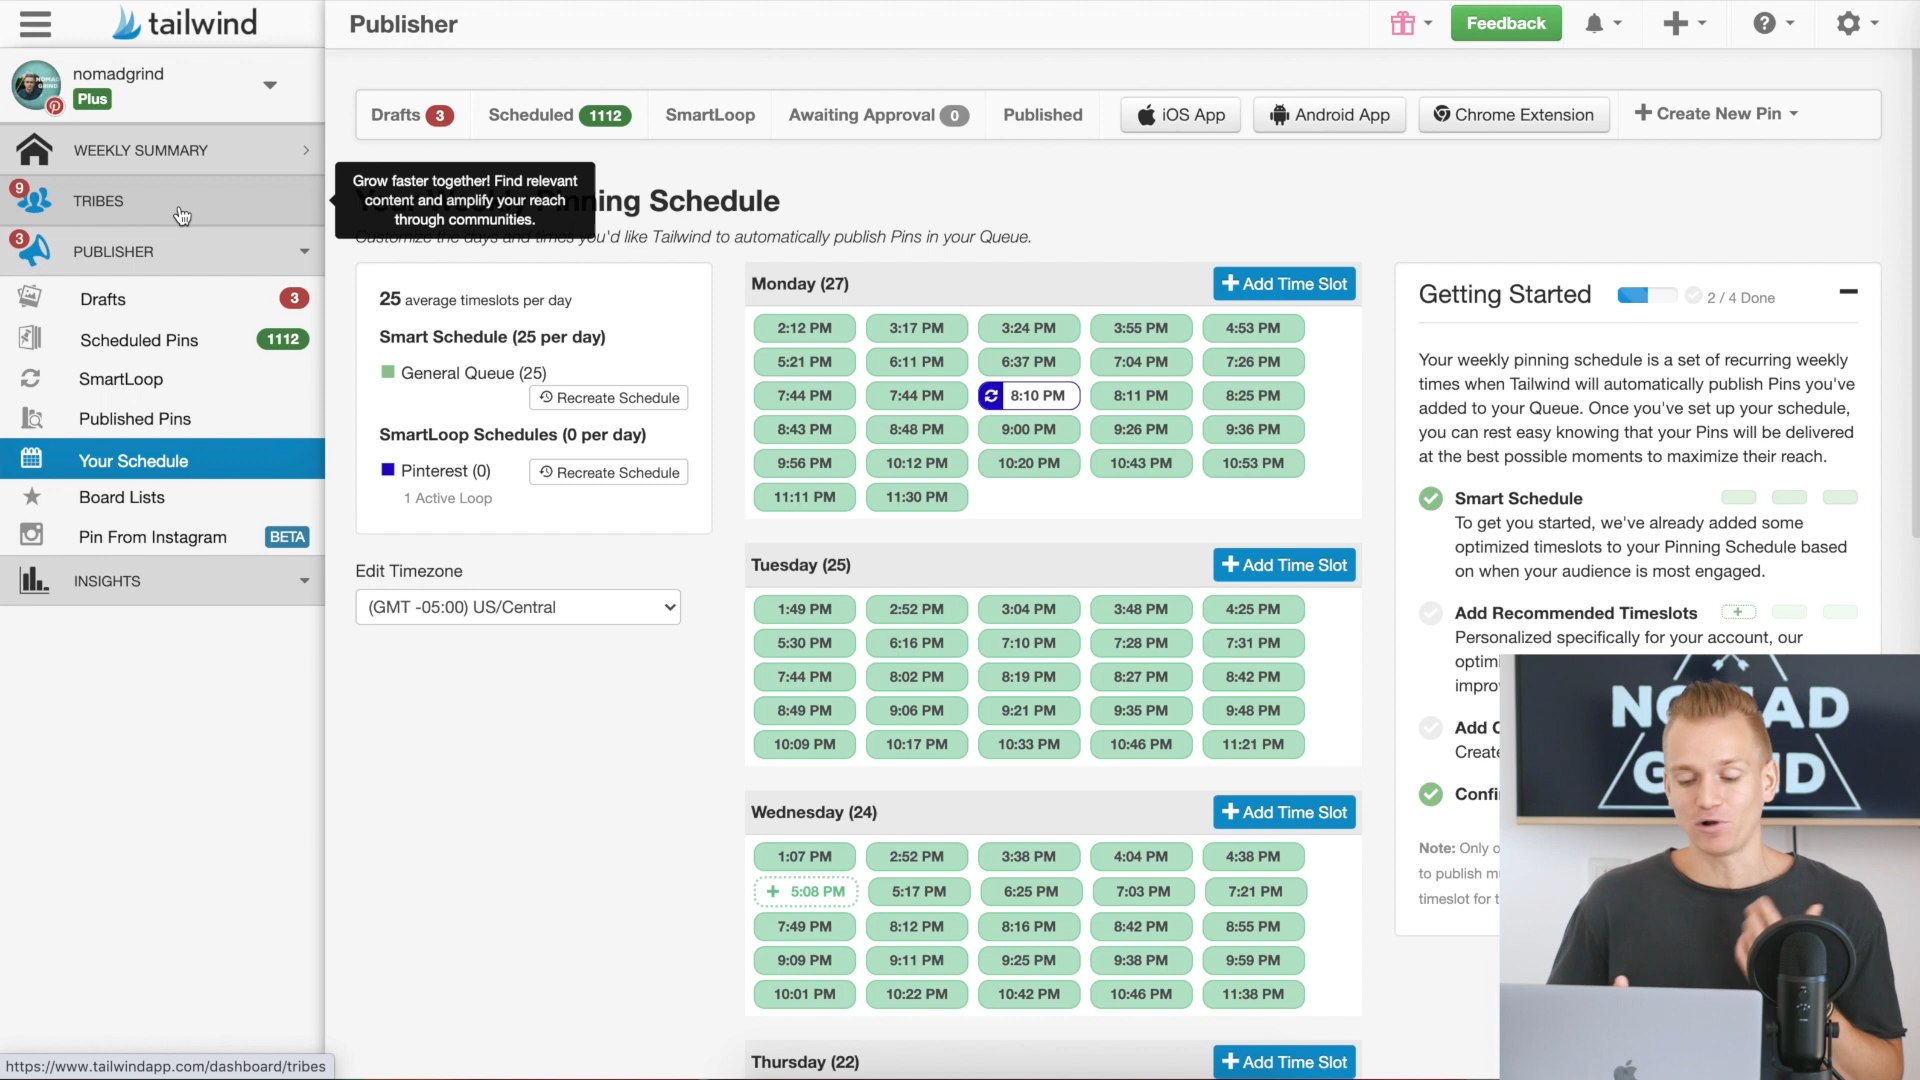 tailwind
Publisher
Feedback
nomadgrind
Plus
Drafts 3
Scheduled 1112
SmartLoop
Awaiting Approval 0
Published
iOS App
Android App
Chrome Extension
Create New Pin
WEEKLY SUMMARY
9
TRIBES
3
PUBLISHER
Drafts 3
Scheduled Pins 1112
SmartLoop
Published Pins
Your Schedule
Board Lists
Pin From Instagram BETA
INSIGHTS
Grow faster together! Find relevant
content and amplify your reach
through communities.
Pinning Schedule
Customize the days and times you'd like Tailwind to automatically publish Pins in your Queue.
25 average timeslots per day
Smart Schedule (25 per day)
General Queue (25)
Recreate Schedule
SmartLoop Schedules (0 per day)
Pinterest (0)
Recreate Schedule
1 Active Loop
Edit Timezone
(GMT -05:00) US/Central
Monday (27)
+ Add Time Slot
2:12 PM 3:17 PM 3:24 PM 3:55 PM 4:53 PM
5:21 PM 6:11 PM 6:37 PM 7:04 PM 7:26 PM
7:44 PM 7:44 PM 8:10 PM 8:11 PM 8:25 PM
8:43 PM 8:48 PM 9:00 PM 9:26 PM 9:36 PM
9:56 PM 10:12 PM 10:20 PM 10:43 PM 10:53 PM
11:11 PM 11:30 PM
Tuesday (25)
+ Add Time Slot
1:49 PM 2:52 PM 3:04 PM 3:48 PM 4:25 PM
5:30 PM 6:16 PM 7:10 PM 7:28 PM 7:31 PM
7:44 PM 8:02 PM 8:19 PM 8:27 PM 8:42 PM
8:49 PM 9:06 PM 9:21 PM 9:35 PM 9:48 PM
10:09 PM 10:17 PM 10:33 PM 10:46 PM 11:21 PM
Wednesday (24)
+ Add Time Slot
1:07 PM 2:52 PM 3:38 PM 4:04 PM 4:38 PM
+ 5:08 PM 5:17 PM 6:25 PM 7:03 PM 7:21 PM
7:49 PM 8:12 PM 8:16 PM 8:42 PM 8:55 PM
9:09 PM 9:11 PM 9:25 PM 9:38 PM 9:59 PM
10:01 PM 10:22 PM 10:42 PM 10:46 PM 11:38 PM
Thursday (22)
+ Add Time Slot
Getting Started
2 / 4 Done
Your weekly pinning schedule is a set of recurring weekly
times when Tailwind will automatically publish Pins you've
added to your Queue. Once you've set up your schedule,
you can rest easy knowing that your Pins will be delivered
at the best possible moments to maximize their reach.
Smart Schedule
To get you started, we've already added some
optimized timeslots to your Pinning Schedule based
on when your audience is most engaged.
Add Recommended Timeslots
Personalized specifically for your account, our
optimi
impro
Add C
Create
Confi
Note: Only o
to publish m
timeslot for t
NOMAD
https://www.tailwindapp.com/dashboard/tribes